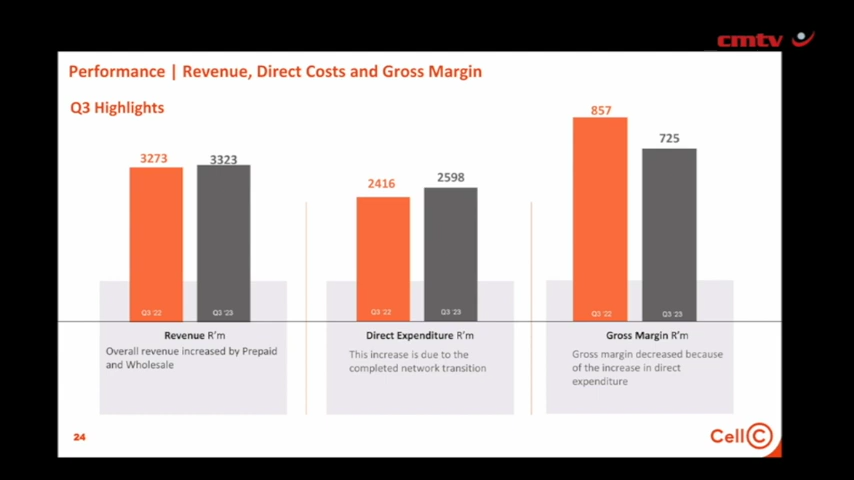 cmtv
Performance | Revenue, Direct Costs and Gross Margin
Q3 Highlights
3273
3323
Q3 '22
Q3 '23
Revenue R'm
Overall revenue increased by Prepaid
and Wholesale
2416
2598
Q3 '22
Q3 '23
Direct Expenditure R'm
This increase is due to the
completed network transition
857
725
Q3 '22
Q3 '23
Gross Margin R'm
Gross margin decreased because
of the increase in direct
expenditure
24
Cell C